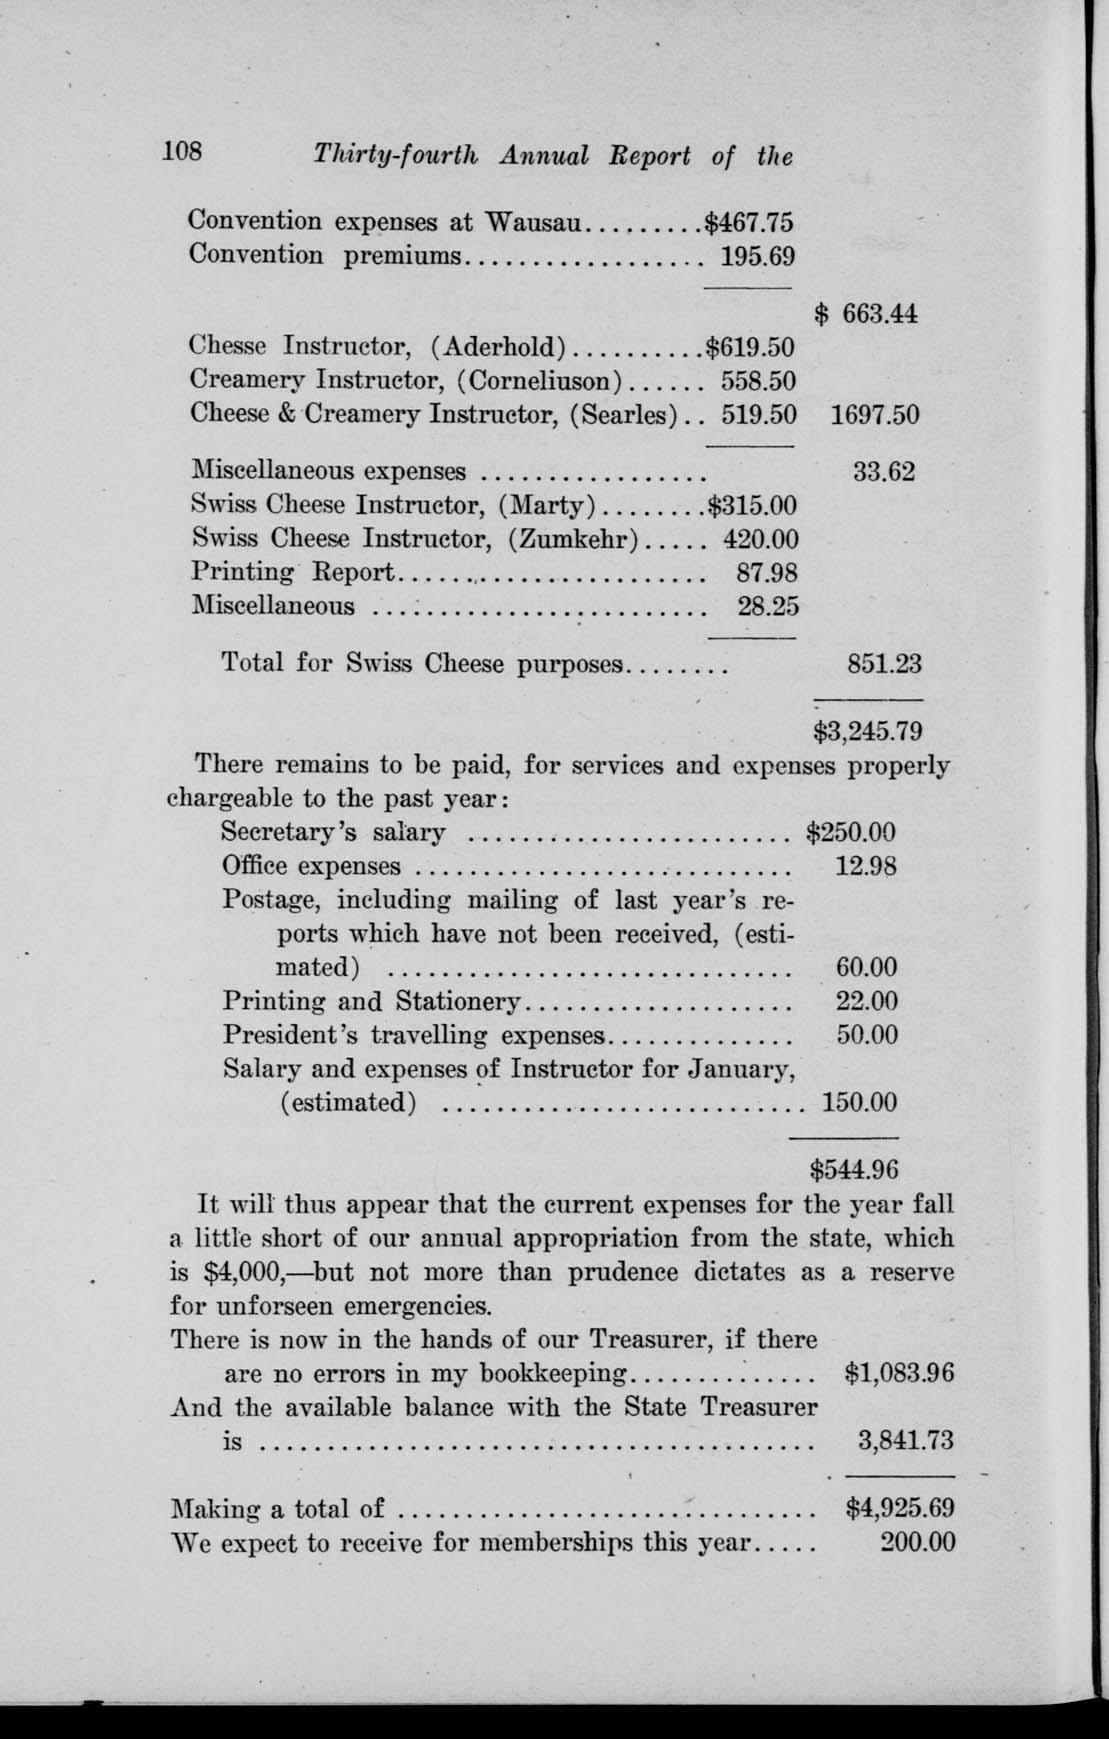 108 Thirty-fourth Annual Report of the
Convention expenses at Wausau.........$467.75
Convention premiums.................. 195.69
$ 663.44
Chesse Instructor, (Aderhold)..........$619.50
Creamery Instructor, (Corneliuson)...... 558.50
Cheese & Creamery Instructor, (Searles).. 519.50 1697.50
Miscellaneous expenses ................. 33.62
Swiss Cheese Instructor, (Marty)........$315.00
Swiss Cheese Instructor, (Zumkehr)..... 420.00
Printing Report....................... 87.98
Miscellaneous ......................... 28.25
Total for Swiss Cheese purposes........ 851.23
$3,245.79
There remains to be paid, for services and expenses properly
chargeable to the past year:
Secretary's salary ........................ $250.00
Office expenses ............................ 12.98
Postage, including mailing of last year's re-
ports which have not been received, (esti-
mated) .............................. 60.00
Printing and Stationery.................... 22.00
President's travelling expenses.............. 50.00
Salary and expenses of Instructor for January,
(estimated) ........................... 150.00
$544.96
It will thus appear that the current expenses for the year fall
a little short of our annual appropriation from the state, which
is $4,000,—but not more than prudence dictates as a reserve
for unforseen emergencies.
There is now in the hands of our Treasurer, if there
are no errors in my bookkeeping.............. $1,083.96
And the available balance with the State Treasurer
is ......................................... 3,841.73
Making a total of ............................... $4,925.69
We expect to receive for memberships this year..... 200.00